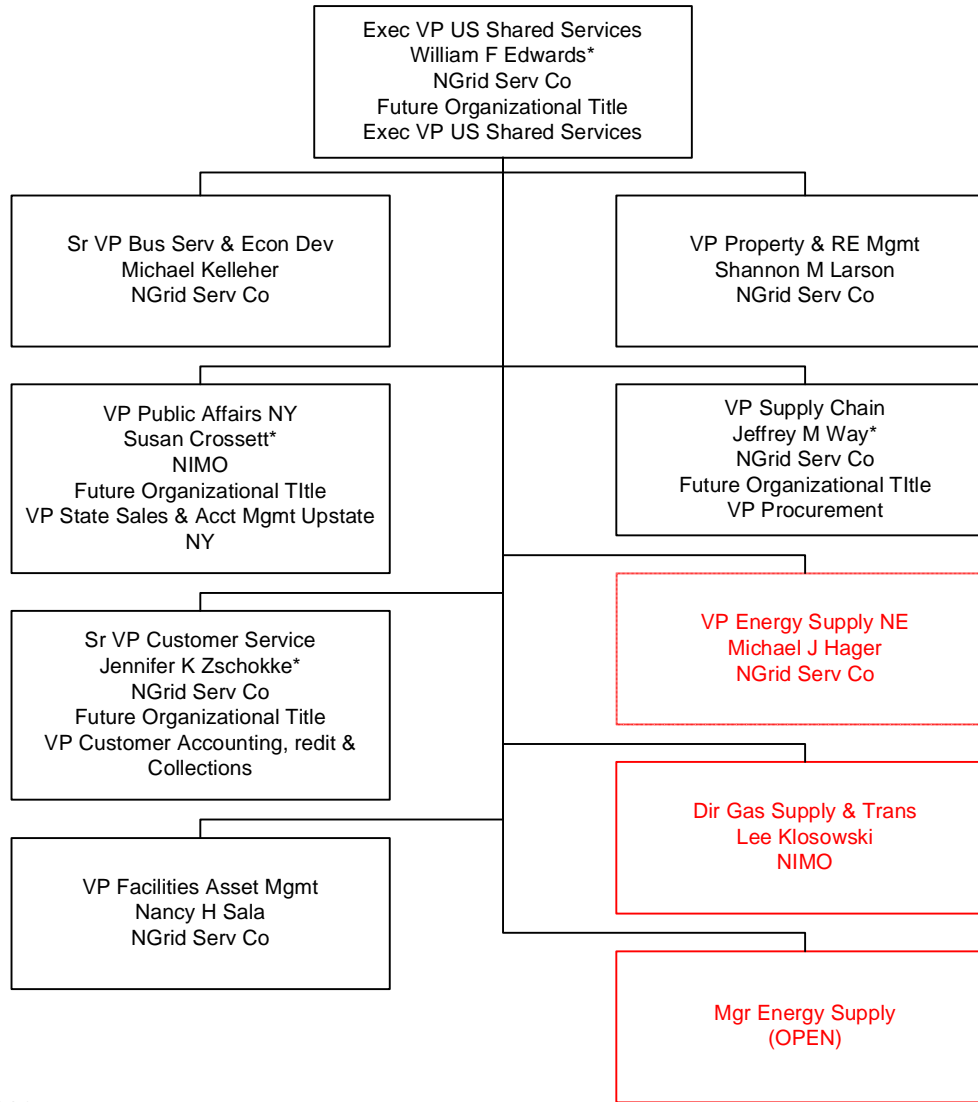 Exec VP US Shared Services
William F Edwards*
NGrid Serv Co
Future Organizational Title
Exec VP US Shared Services
Sr VP Bus Serv & Econ Dev
Michael Kelleher
NGrid Serv Co
VP Property & RE Mgmt
Shannon M Larson
NGrid Serv Co
VP Public Affairs NY
Susan Crossett*
NIMO
Future Organizational TItle
VP State Sales & Acct Mgmt Upstate
NY
VP Supply Chain
Jeffrey M Way*
NGrid Serv Co
Future Organizational TItle
VP Procurement
Sr VP Customer Service
Jennifer K Zschokke*
NGrid Serv Co
Future Organizational Title
VP Customer Accounting, redit &
Collections
VP Energy Supply NE
Michael J Hager
NGrid Serv Co
Dir Gas Supply & Trans
Lee Klosowski
NIMO
VP Facilities Asset Mgmt
Nancy H Sala
NGrid Serv Co
Mgr Energy Supply
(OPEN)